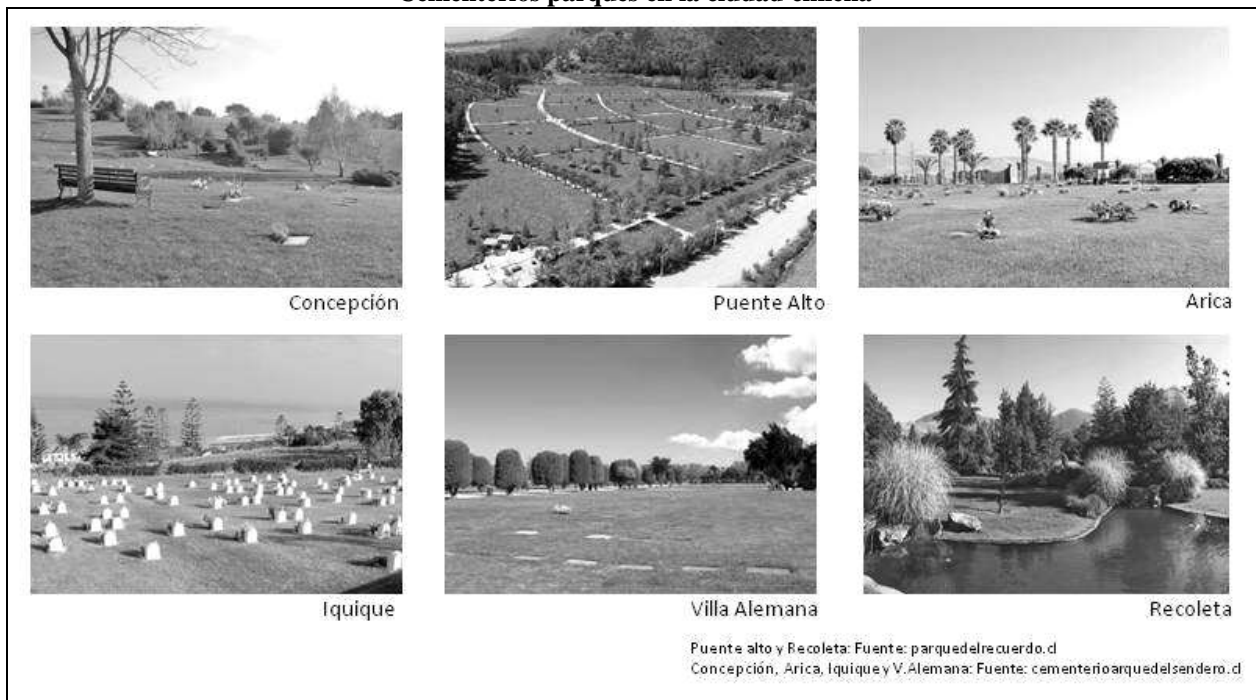 Cementerios parques en la ciudad chilena
Concepción
Puente Alto
Arica
Iquique
Villa Alemana
Recoleta
Puente alto y Recoleta: Fuente: parquedelrecuerdo.cl
Concepción, Arica, Iquique y V.Alemana: Fuente: cementerioarquedelsendero.cl